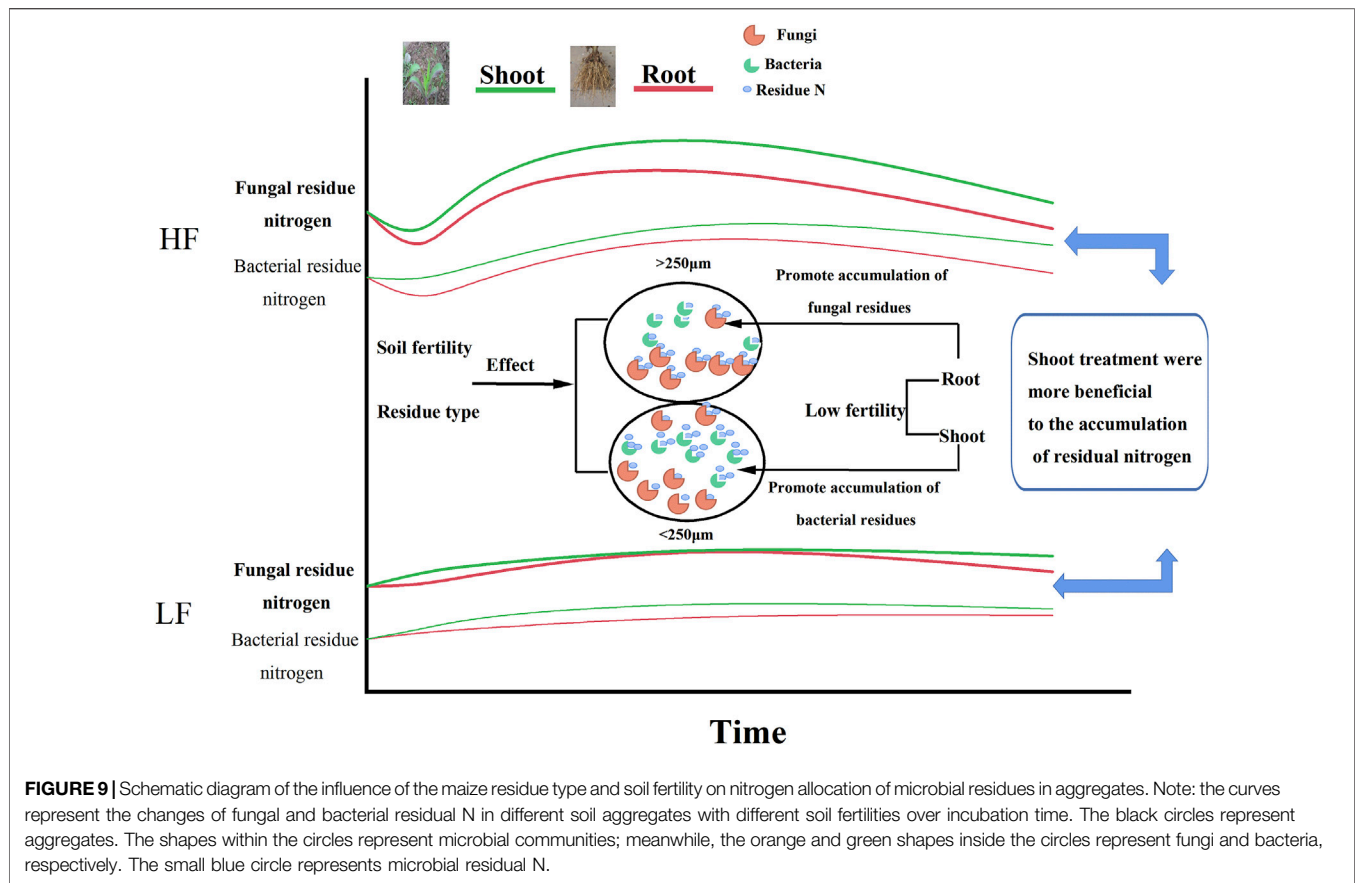 Shoot
Root
Fungi
Bacteria
Residue N
Fungal residue
nitrogen
HF
Bacterial residue
nitrogen
>250μm
Promote accumulation of
fungal residues
Soil fertility
Effect
Residue type
Root
Low fertility
Shoot
Shoot treatment were
more beneficial
to the accumulation
of residual nitrogen
Promote accumulation of
bacterial residues
<250μm
Fungal residue
nitrogen
LF
Bacterial residue
nitrogen
Time
FIGURE 9 | Schematic diagram of the influence of the maize residue type and soil fertility on nitrogen allocation of microbial residues in aggregates. Note: the curves
represent the changes of fungal and bacterial residual N in different soil aggregates with different soil fertilities over incubation time. The black circles represent
aggregates. The shapes within the circles represent microbial communities; meanwhile, the orange and green shapes inside the circles represent fungi and bacteria,
respectively. The small blue circle represents microbial residual N.